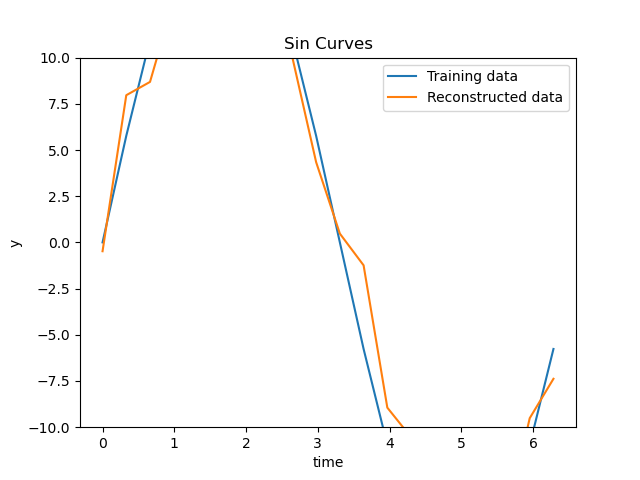 Sin Curves
Training data
Reconstructed data
10.0
7.5
5.0
2.5
0.0
−2.5
−5.0
−7.5
−10.0
y
0 1 2 3 4 5 6
time